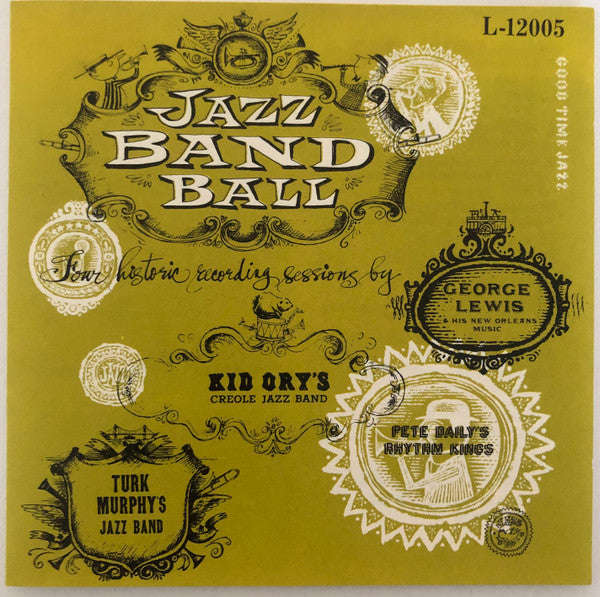 L-12005
GOOD TIME JAZZ
JAZZ
BAND
BALL
Four historic recording sessions by
GEORGE
LEWIS
& HIS NEW ORLEANS
MUSIC
KID ORY'S
CREOLE JAZZ BAND
JAZZ
PETE DAILY'S
RHYTHM KINGS
TURK
MURPHY'S
JAZZ BAND